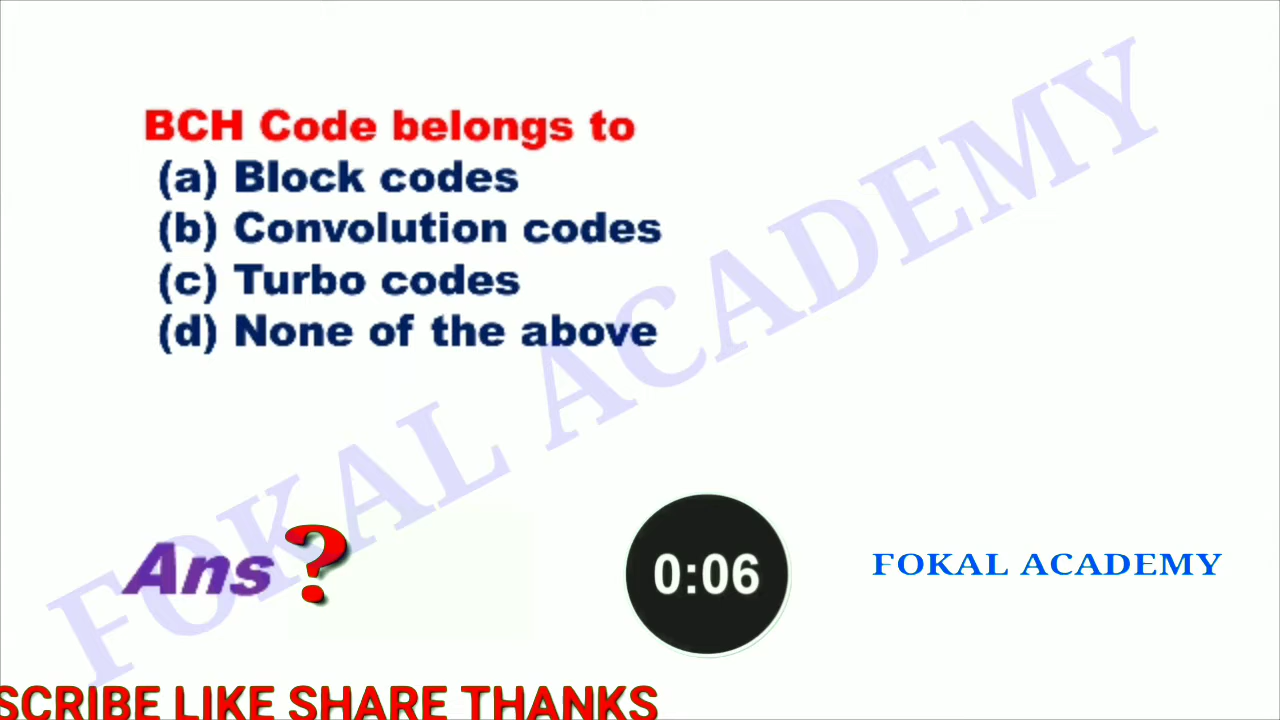 BCH Code belongs to
(a) Block codes
(b) Convolution codes
(c) Turbo codes
(d) None of the above
FOKAL ACADEMY
Ans?
0:06
FOKAL ACADEMY
SCRIBE LIKE SHARE THANKS